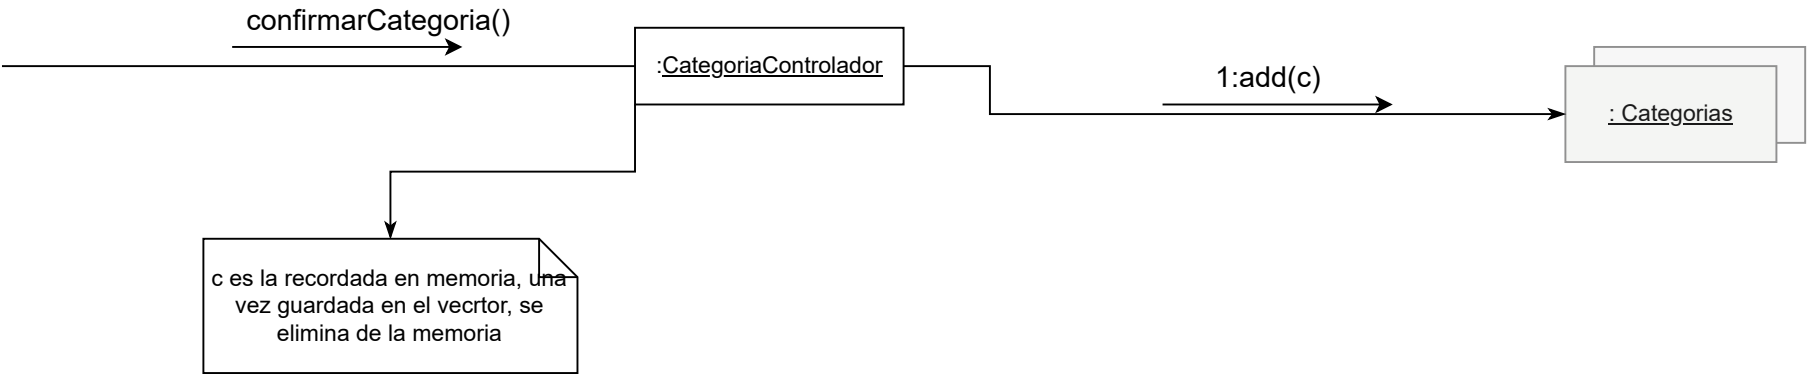 confirmarCategoria()
:CategoriaControlador
1:add(c)
: Categorias
c es la recordada en memoria, una
vez guardada en el vecrtor, se
elimina de la memoria